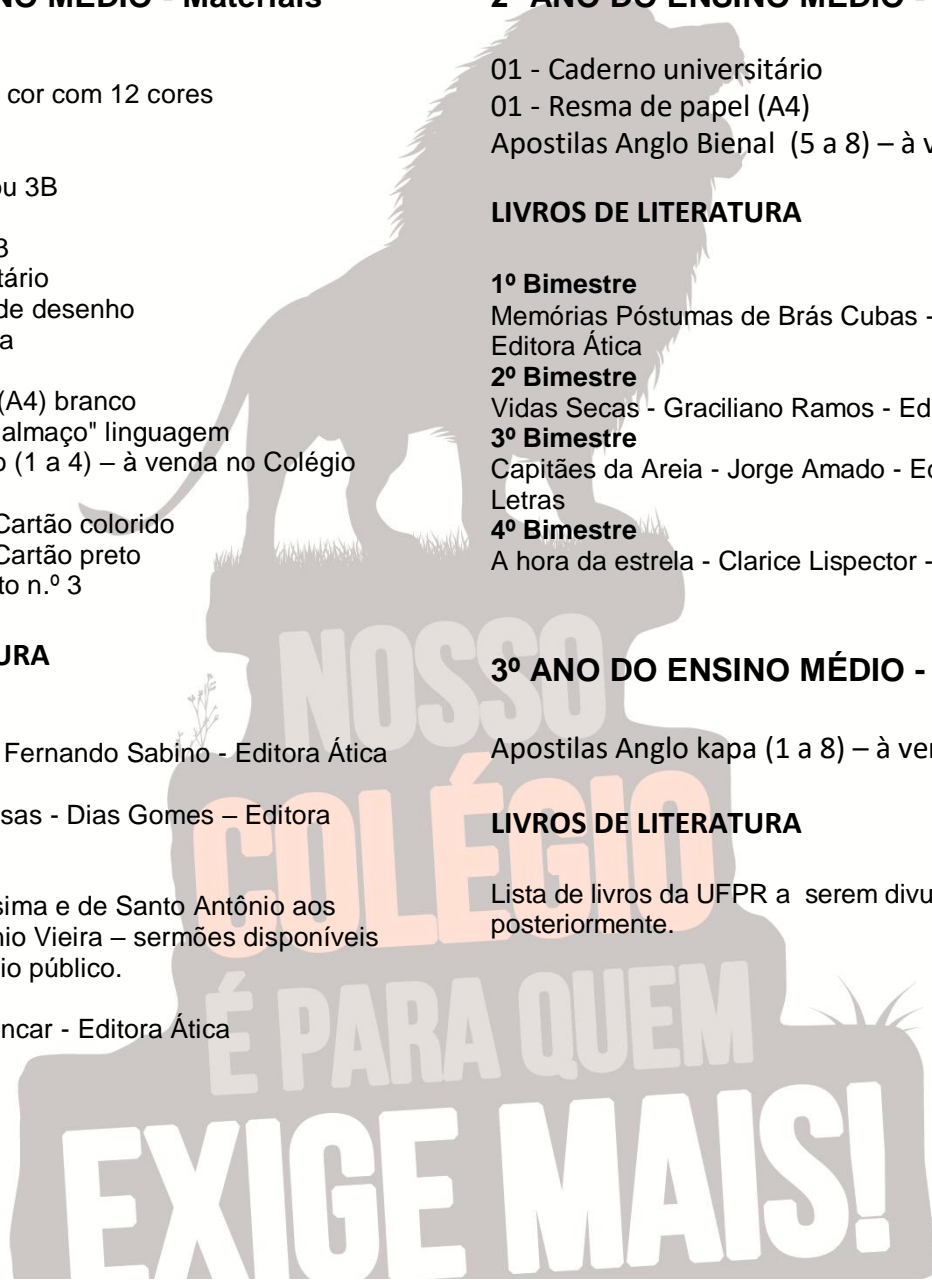 NO MÉDIO - Materiais
cor com 12 cores
ou 3B
3
tário
de desenho
a
(A4) branco
almaço" linguagem
o (1 a 4) – à venda no Colégio
Cartão colorido
Cartão preto
to n.º 3
URA
Fernando Sabino - Editora Ática
sas - Dias Gomes – Editora
sima e de Santo Antônio aos
nio Vieira – sermões disponíveis
io público.
ncar - Editora Ática
2º ANO DO ENSINO MÉDIO -
01 - Caderno universitário
01 - Resma de papel (A4)
Apostilas Anglo Bienal (5 a 8) – à v
LIVROS DE LITERATURA
1º Bimestre
Memórias Póstumas de Brás Cubas -
Editora Ática
2º Bimestre
Vidas Secas - Graciliano Ramos - Ed
3º Bimestre
Capitães da Areia - Jorge Amado - Ed
Letras
4º Bimestre
A hora da estrela - Clarice Lispector -
3º ANO DO ENSINO MÉDIO -
Apostilas Anglo kapa (1 a 8) – à ven
LIVROS DE LITERATURA
Lista de livros da UFPR a serem divu
posteriormente.
NOSSO
COLÉGIO
É PARA QUEM
EXIGE MAIS!